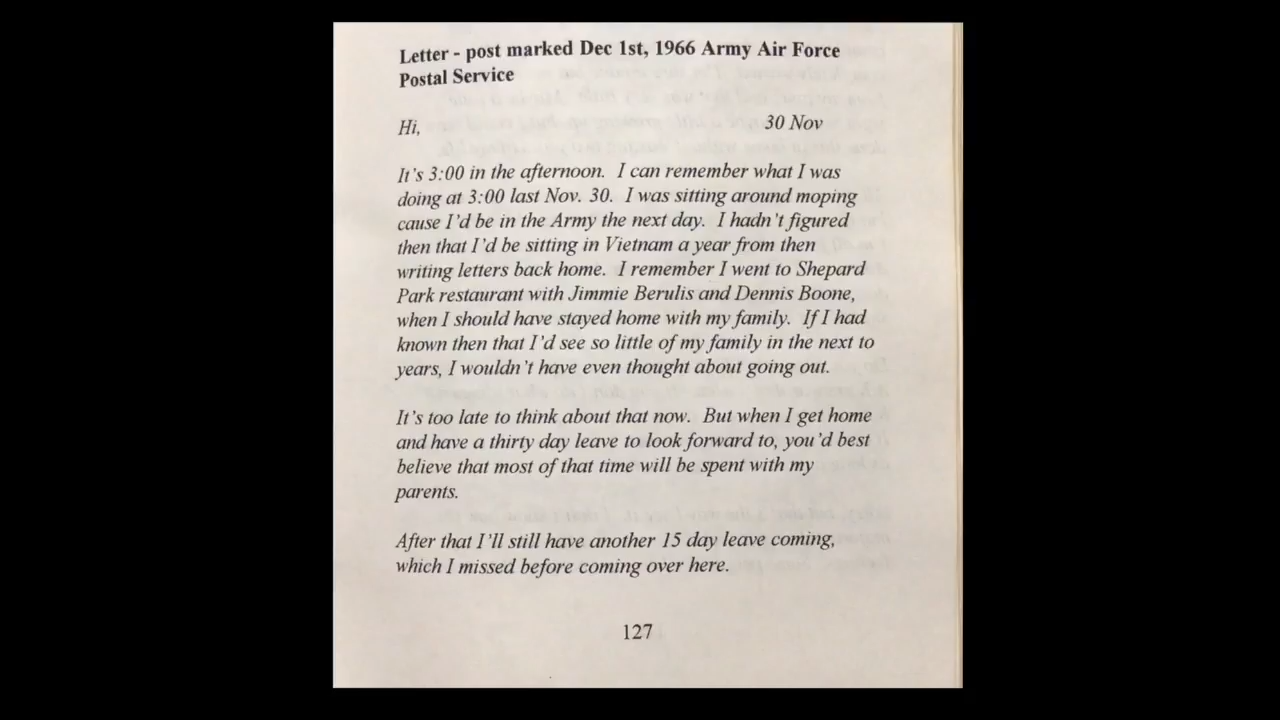 Letter - post marked Dec 1st, 1966 Army Air Force
Postal Service
Hi, 30 Nov
It's 3:00 in the afternoon. I can remember what I was
doing at 3:00 last Nov. 30. I was sitting around moping
cause I'd be in the Army the next day. I hadn't figured
then that I'd be sitting in Vietnam a year from then
writing letters back home. I remember I went to Shepard
Park restaurant with Jimmie Berulis and Dennis Boone,
when I should have stayed home with my family. If I had
known then that I'd see so little of my family in the next to
years, I wouldn't have even thought about going out.
It's too late to think about that now. But when I get home
and have a thirty day leave to look forward to, you'd best
believe that most of that time will be spent with my
parents.
After that I'll still have another 15 day leave coming,
which I missed before coming over here.
127